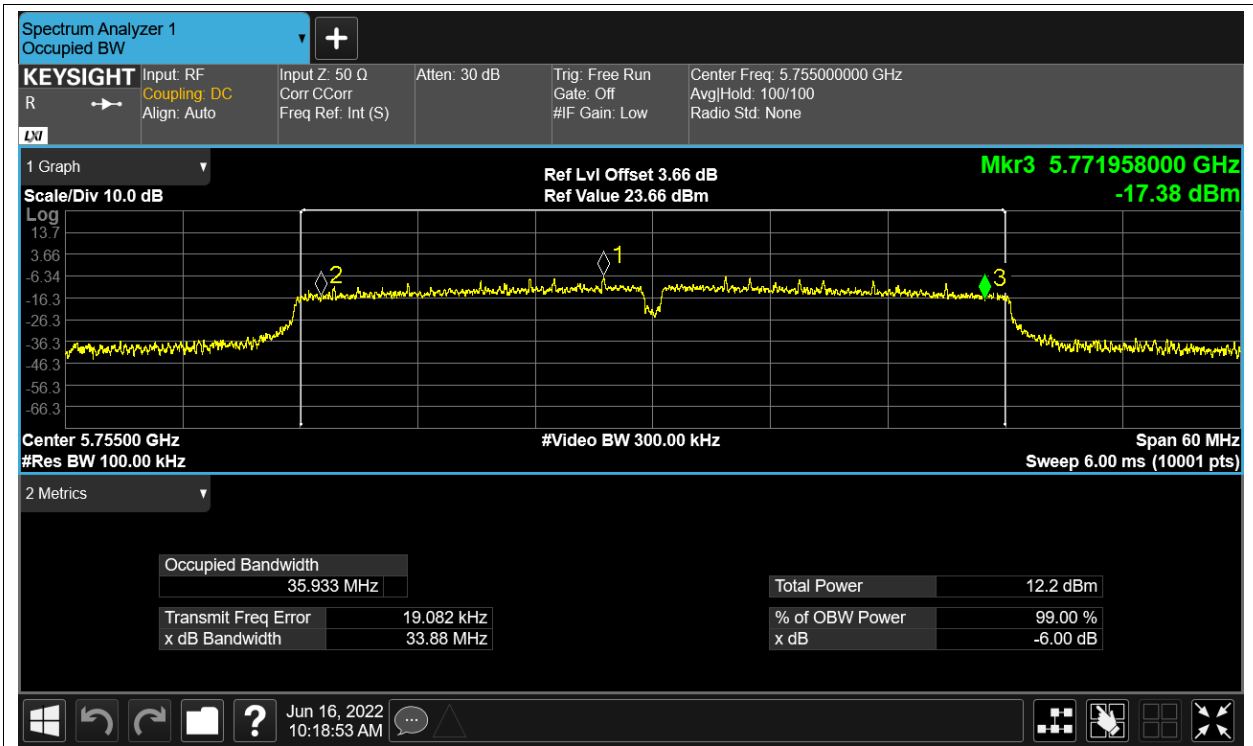 Spectrum Analyzer 1
Occupied BW
KEYSIGHT
R
LXI
Input: RF
Coupling: DC
Align: Auto
Input Z: 50 Ω
Corr CCorr
Freq Ref: Int (S)
Atten: 30 dB
Trig: Free Run
Gate: Off
#IF Gain: Low
Center Freq: 5.755000000 GHz
Avg|Hold: 100/100
Radio Std: None
1 Graph
Scale/Div 10.0 dB
Ref Lvl Offset 3.66 dB
Ref Value 23.66 dBm
Mkr3 5.771958000 GHz
-17.38 dBm
Log
13.7
3.66
-6.34
-16.3
-26.3
-36.3
-46.3
-56.3
-66.3
2
1
3
Center 5.75500 GHz
#Res BW 100.00 kHz
#Video BW 300.00 kHz
Span 60 MHz
Sweep 6.00 ms (10001 pts)
2 Metrics
Occupied Bandwidth
35.933 MHz
Transmit Freq Error 19.082 kHz
x dB Bandwidth 33.88 MHz
Total Power 12.2 dBm
% of OBW Power 99.00 %
x dB -6.00 dB
Jun 16, 2022
10:18:53 AM